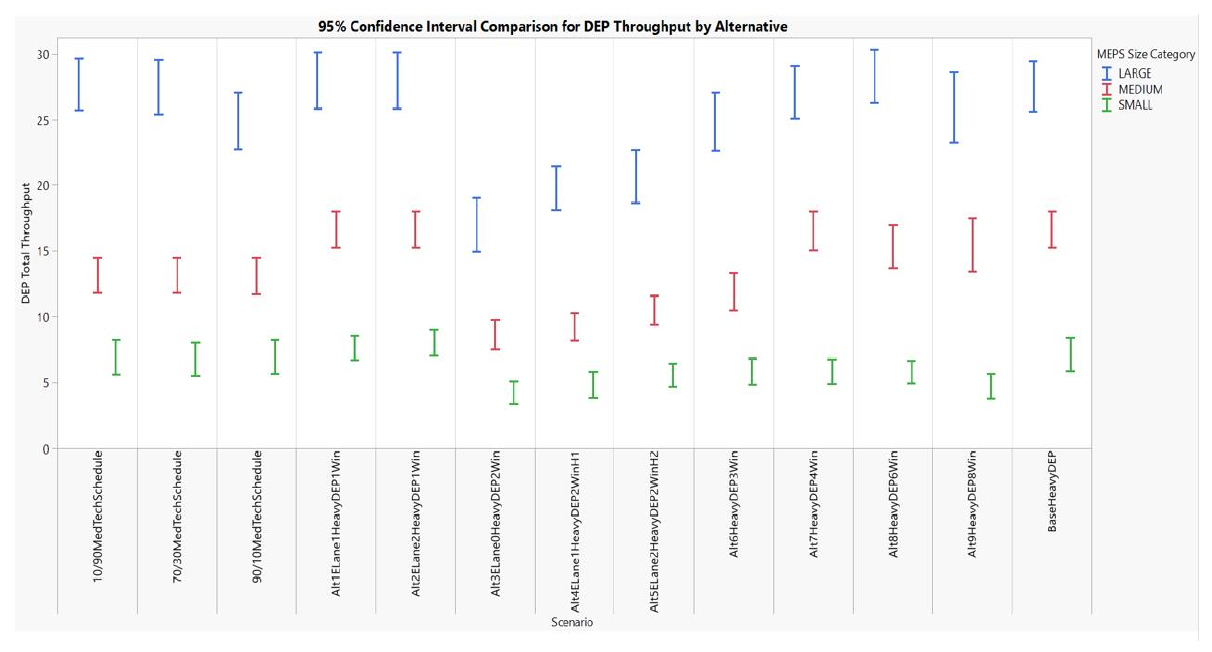 95% Confidence Interval Comparison for DEP Throughput by Alternative
MEPS Size Category
LARGE
MEDIUM
SMALL
DEP Total Throughput
30
25
20
15
10
5
0
10/90MedTechSchedule
70/30MedTechSchedule
90/10MedTechSchedule
Alt1ELane1HeavyDEP1Win
Alt2ELane2HeavyDEP1Win
Alt3ELane0HeavyDEP2Win
Alt4ELane1HeavyDEP2WinH1
Alt5ELane2HeavyDEP2WinH2
Alt6HeavyDEP3Win
Alt7HeavyDEP4Win
Alt8HeavyDEP6Win
Alt9HeavyDEP8Win
BaseHeavyDEP
Scenario